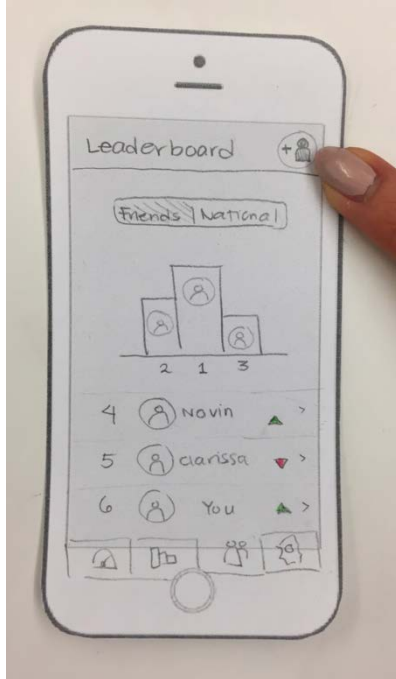 Leaderboard +
Friends National
2 1 3
4 Novin
5 clarissa
6 You